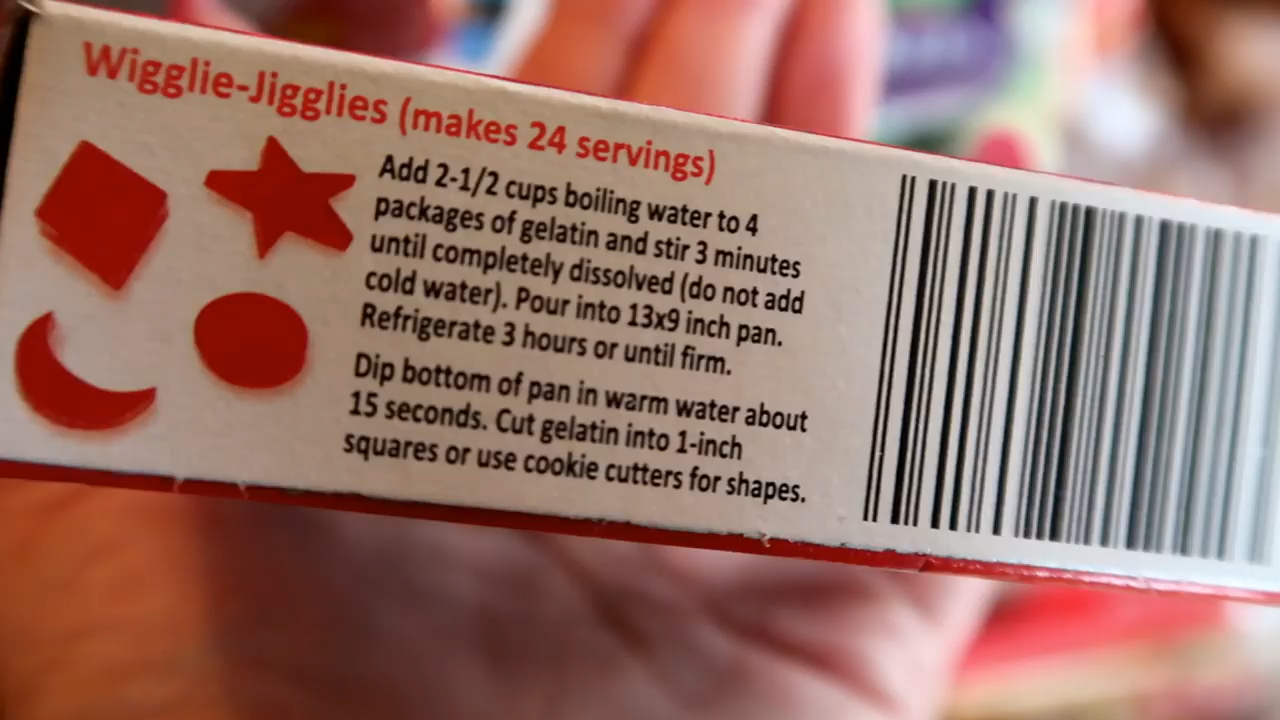 Wigglie-Jigglies (makes 24 servings)
Add 2-1/2 cups boiling water to 4
packages of gelatin and stir 3 minutes
until completely dissolved (do not add
cold water). Pour into 13x9 inch pan.
Refrigerate 3 hours or until firm.
Dip bottom of pan in warm water about
15 seconds. Cut gelatin into 1-inch
squares or use cookie cutters for shapes.